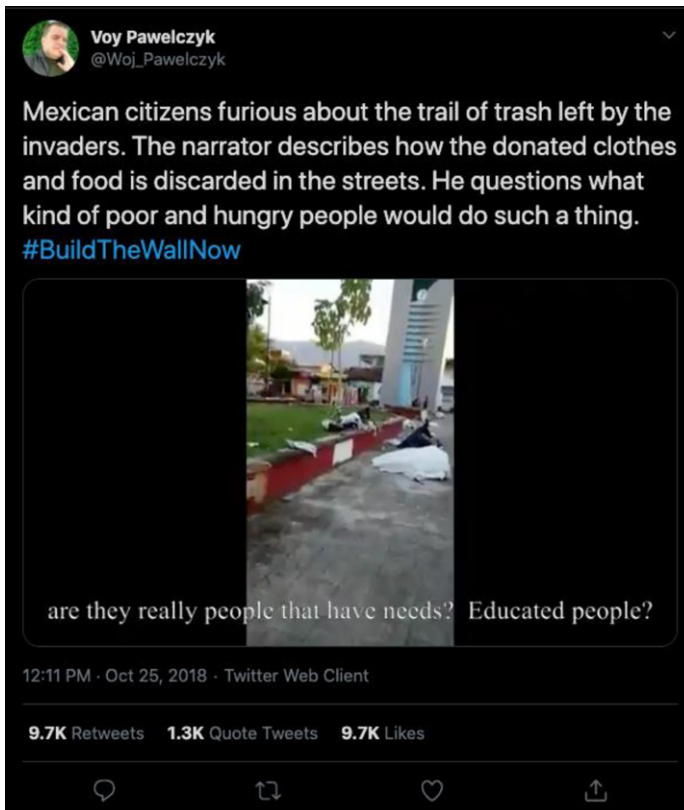 Voy Pawelczyk
@Woj_Pawelczyk
Mexican citizens furious about the trail of trash left by the
invaders. The narrator describes how the donated clothes
and food is discarded in the streets. He questions what
kind of poor and hungry people would do such a thing.
#BuildTheWallNow
are they really people that have needs? Educated people?
12:11 PM · Oct 25, 2018 · Twitter Web Client
9.7K Retweets 1.3K Quote Tweets 9.7K Likes